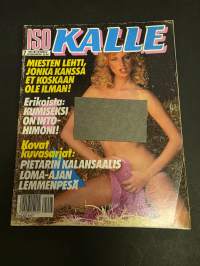 ISO
KALLE
MIESTEN LEHTI,
JONKA KANSSA
ET KOSKAAN
OLE ILMAN!
Erikoista:
KUMISEKSI
ON INTO-
HIMONI!
Kovat
kuvasarjat:
PIETARIN KALANSAALIS
LOMA-AJAN
LEMMENPESÄ